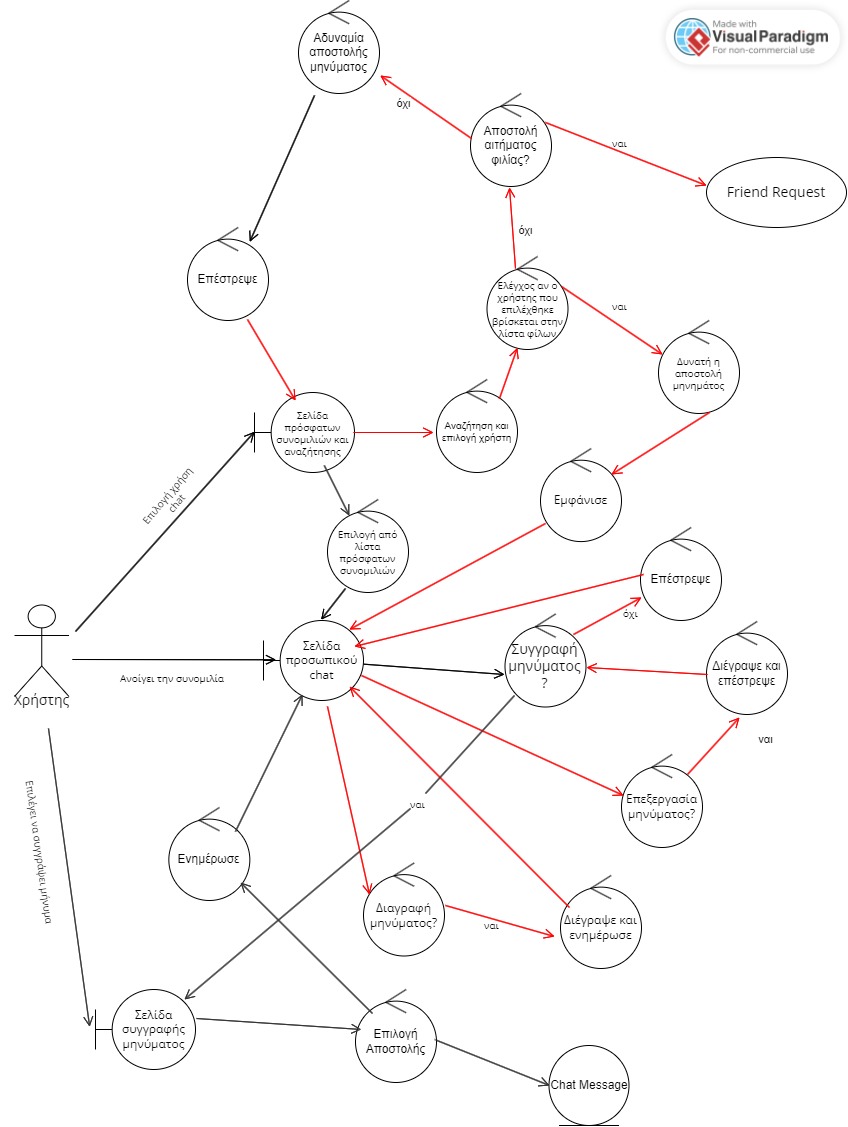 Made with
Visual Paradigm
For non-commercial use
Αδυναμία
αποστολής
μηνύματος
όχι
Αποστολή
αιτήματος
φιλίας?
ναι
Friend Request
όχι
Επέστρεψε
Ελέγχος αν ο
χρήστης που
επιλέχθηκε
βρίσκεται στην
λίστα φίλων
ναι
Δυνατή η
αποστολή
μηνημάτος
Σελίδα
πρόσφατων
συνομιλιών και
αναζήτησης
Αναζήτηση και
επιλογή χρήστη
Επιλογή χρήση
chat
Εμφάνισε
Επιλογή από
λίστα
πρόσφατων
συνομιλιών
Επέστρεψε
όχι
Χρήστης
Ανοίγει την συνομιλία
Σελίδα
προσωπικού
chat
Συγγραφή
μηνύματος
?
Διέγραψε και
επέστρεψε
ναι
Επιλέγει να συγγράψει μήνυμα
ναι
Επεξεργασία
μηνύματος?
Ενημέρωσε
Διαγραφή
μηνύματος?
ναι
Διέγραψε και
ενημέρωσε
Σελίδα
συγγραφής
μηνύματος
Επιλογή
Αποστολής
Chat Message